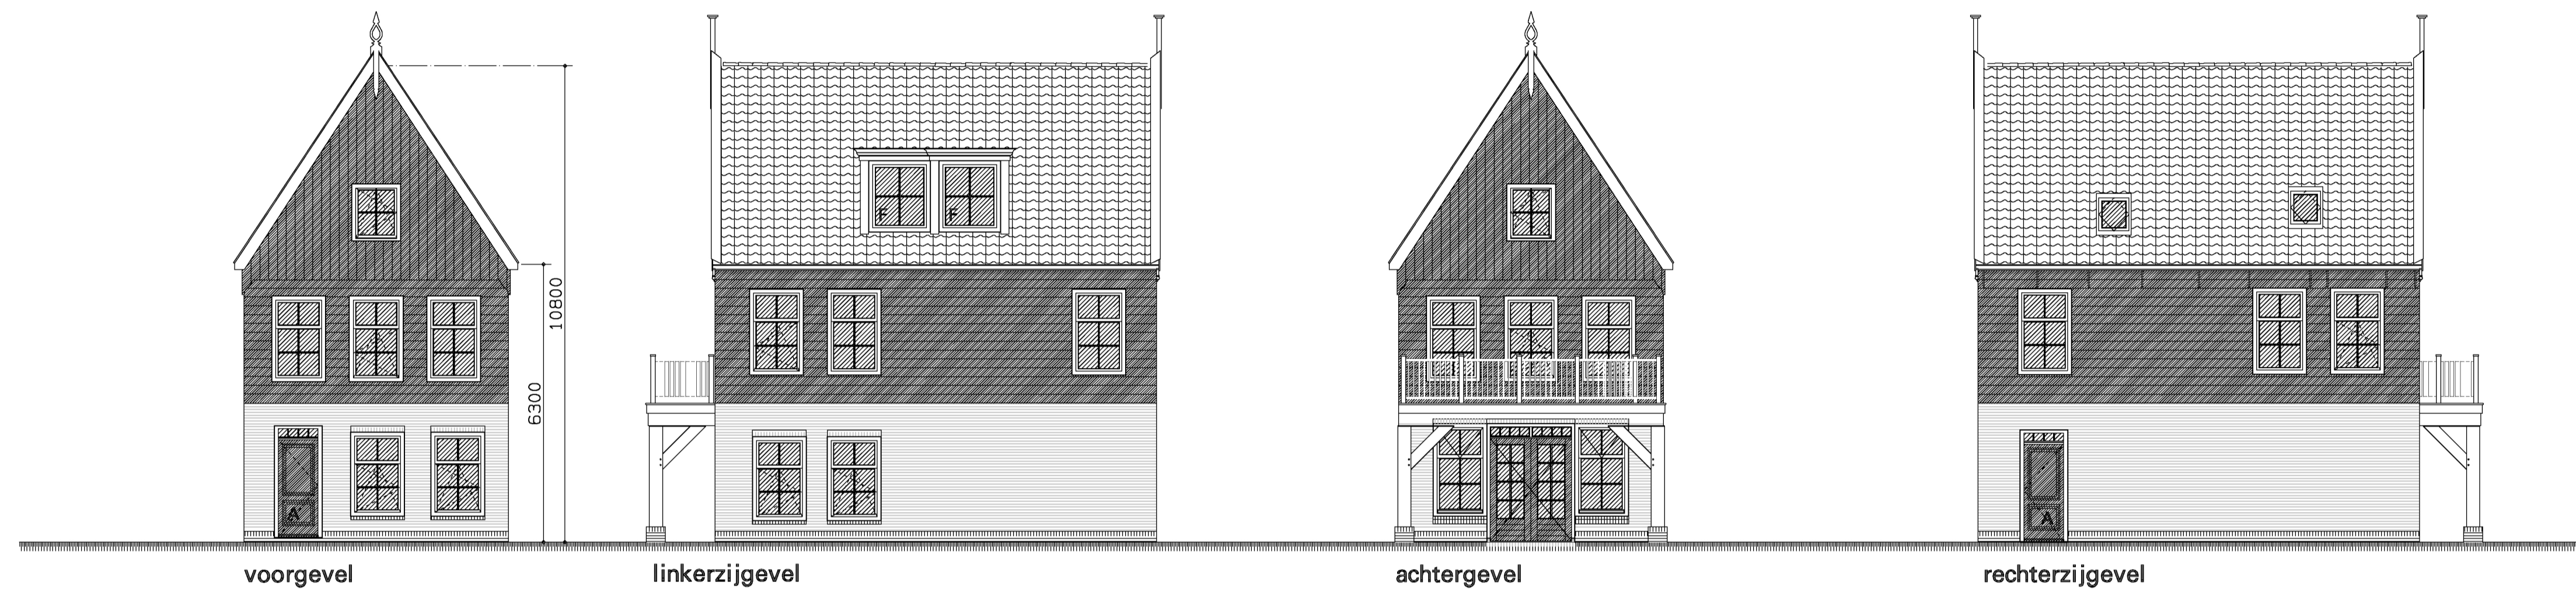 10800
6300
F F
A
A
voorgevel linkerzijgevel achtergevel rechterzijgevel